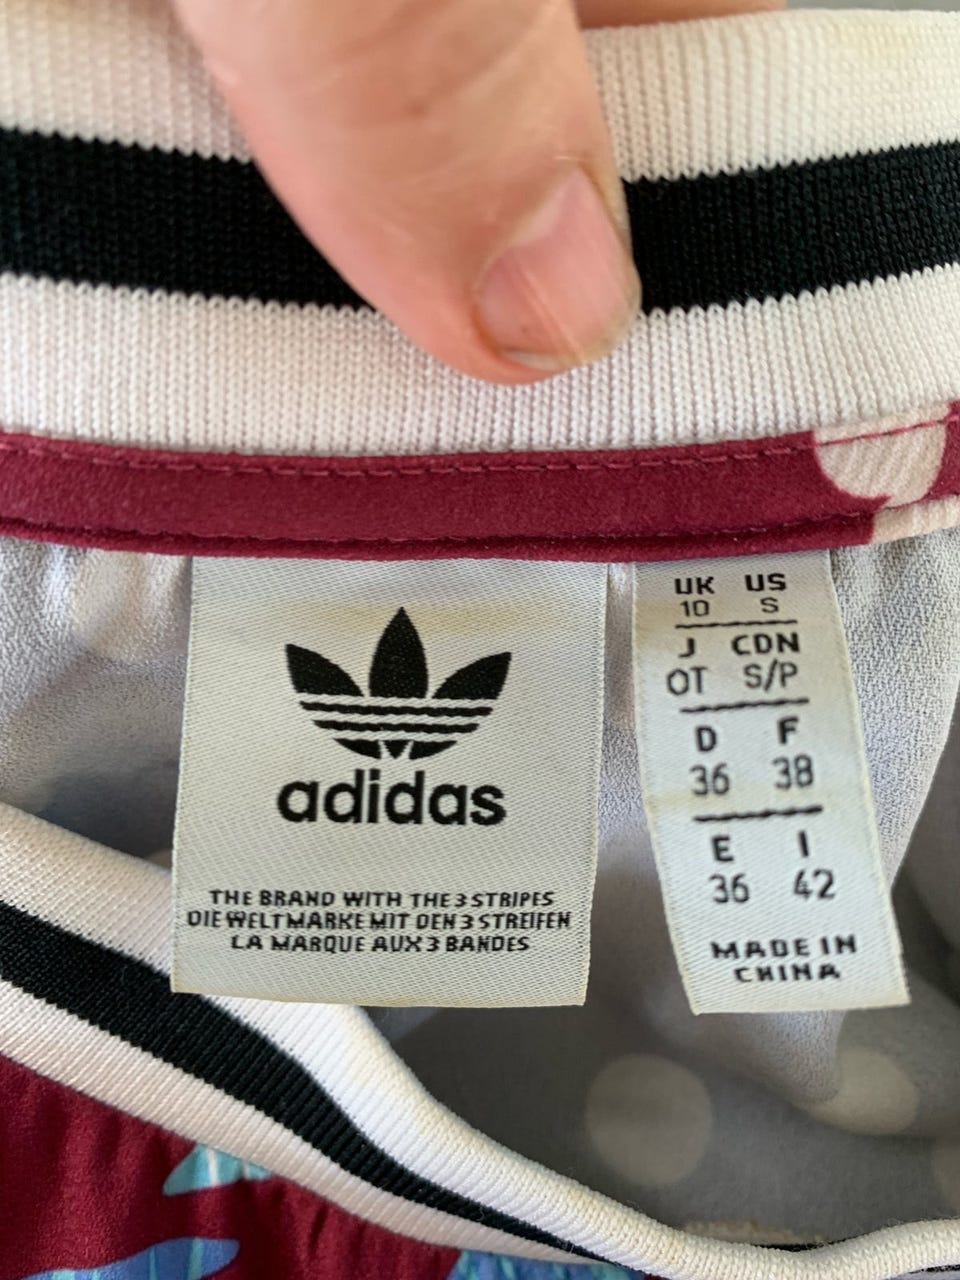 adidas
THE BRAND WITH THE 3 STRIPES
DIE WELTMARKE MIT DEN 3 STREIFEN
LA MARQUE AUX 3 BANDES
UK US
10 S
J CDN
OT S/P
D F
36 38
E I
36 42
MADE IN
CHINA